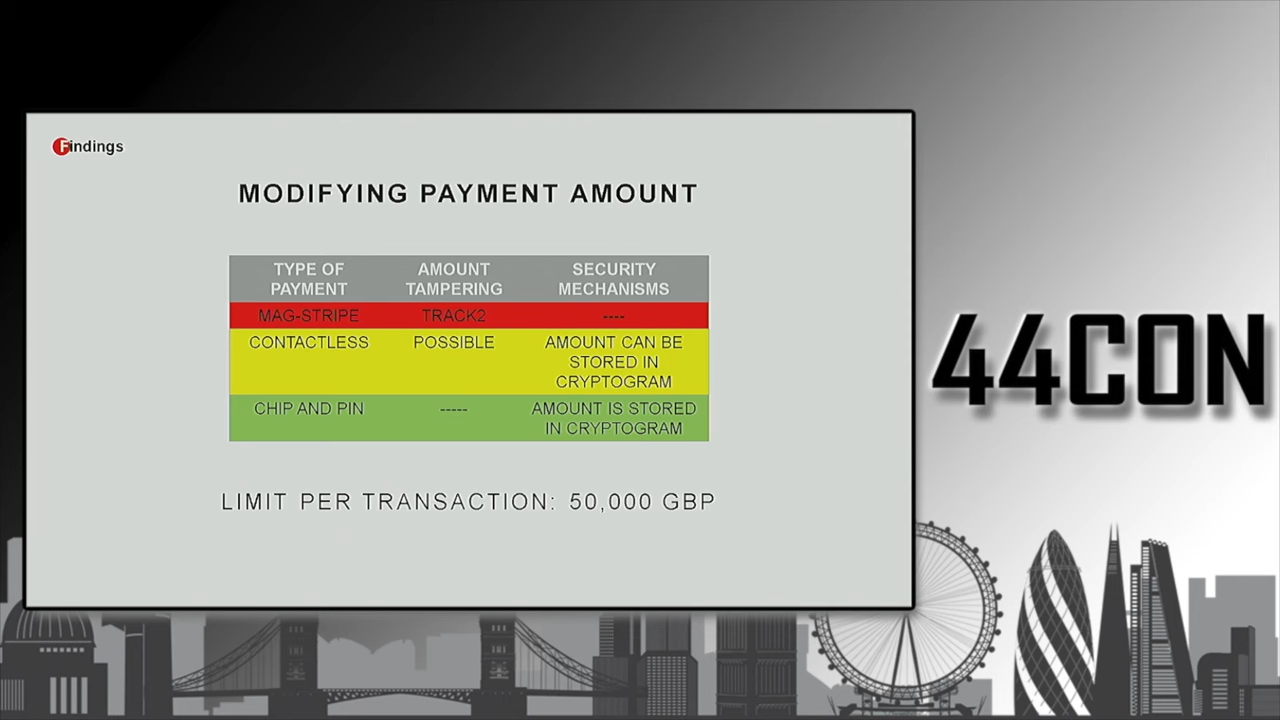 Findings
MODIFYING PAYMENT AMOUNT
TYPE OF PAYMENT AMOUNT TAMPERING SECURITY MECHANISMS
MAG-STRIPE TRACK2 ----
CONTACTLESS POSSIBLE AMOUNT CAN BE STORED IN CRYPTOGRAM
CHIP AND PIN ----- AMOUNT IS STORED IN CRYPTOGRAM
LIMIT PER TRANSACTION: 50,000 GBP
44CON